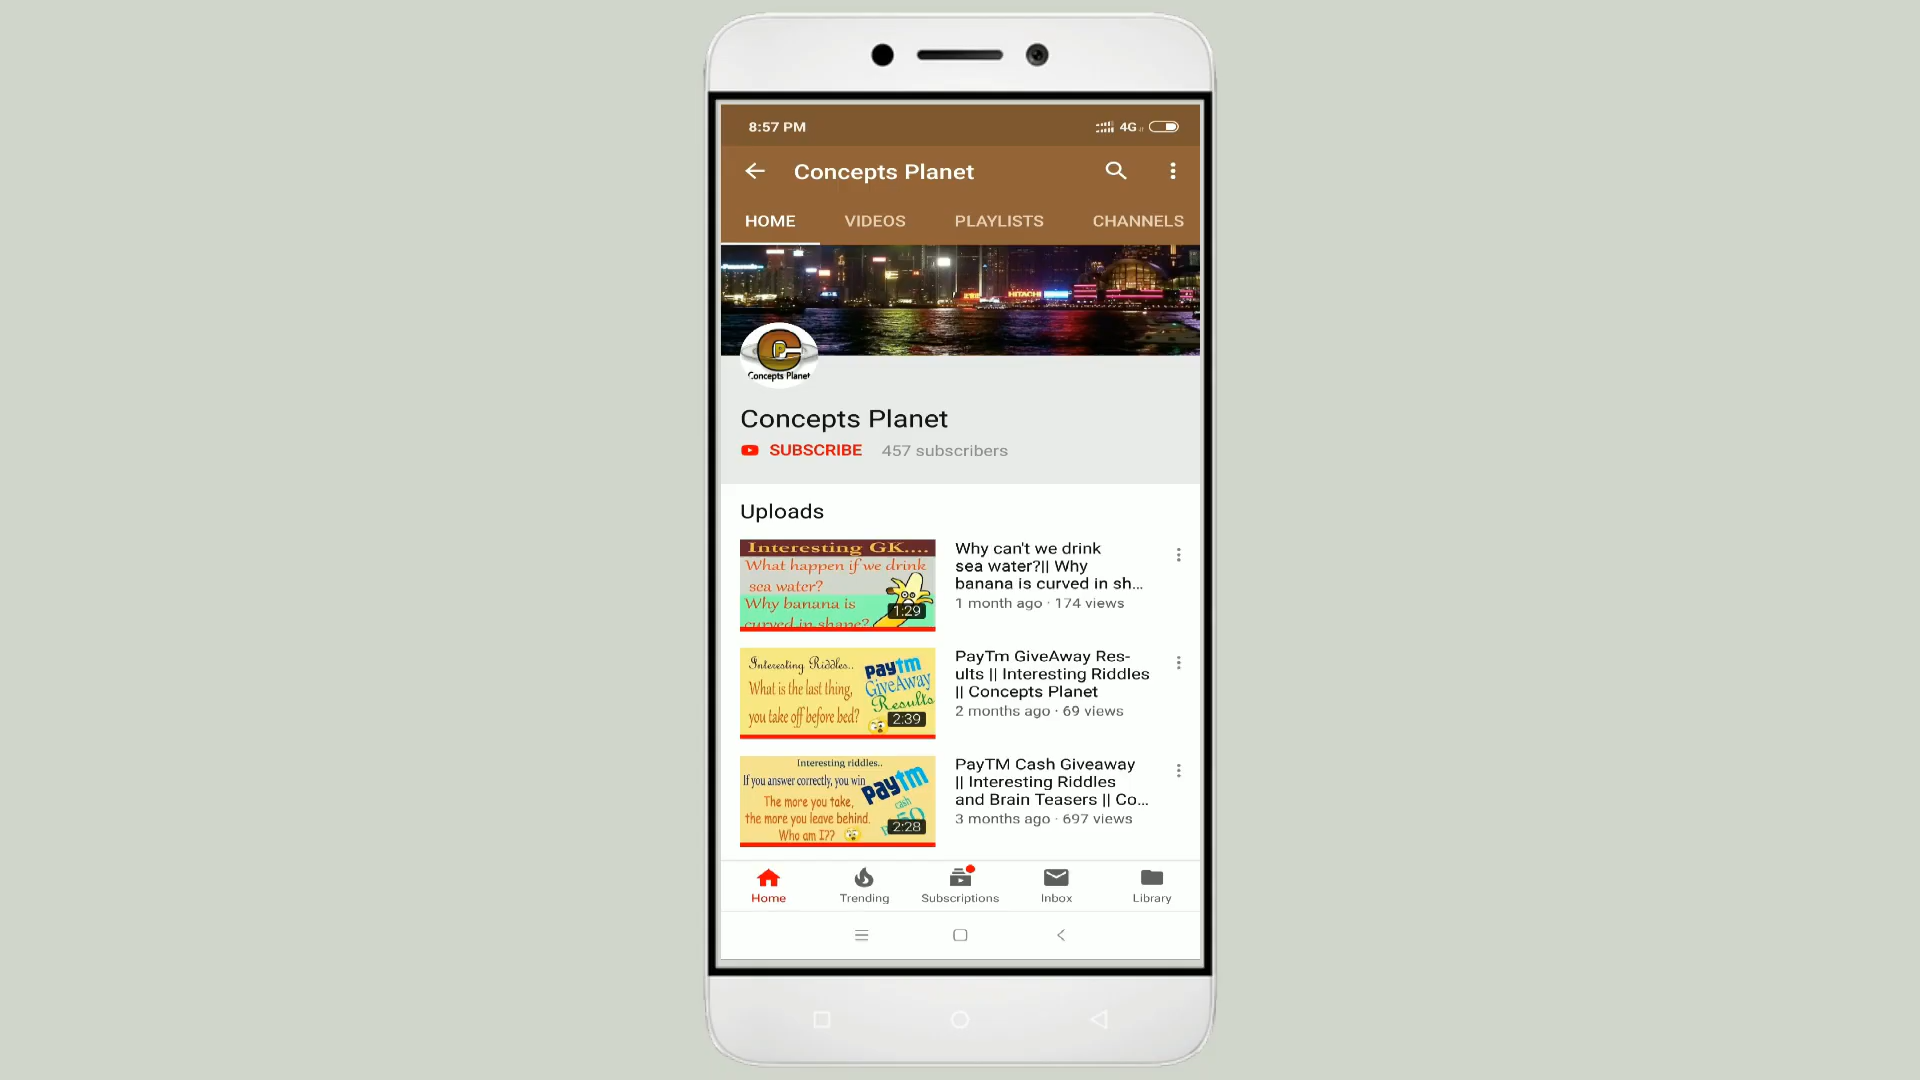 8:57 PM 4G
Concepts Planet
HOME VIDEOS PLAYLISTS CHANNELS
HITACHI
Concepts Planet
Concepts Planet
SUBSCRIBE 457 subscribers
Uploads
Interesting GK....
What happen if we drink
sea water?
Why banana is
curved in shape?
1:29
Why can't we drink
sea water?|| Why
banana is curved in sh...
1 month ago · 174 views
Interesting Riddles..
What is the last thing,
you take off before bed?
PayTm
GiveAway
Results
2:39
PayTm GiveAway Res-
ults || Interesting Riddles
|| Concepts Planet
2 months ago · 69 views
Interesting riddles..
If you answer correctly, you win
The more you take,
the more you leave behind.
Who am I??
PayTm
cash
50
2:28
PayTM Cash Giveaway
|| Interesting Riddles
and Brain Teasers || Co...
3 months ago · 697 views
Home Trending Subscriptions Inbox Library